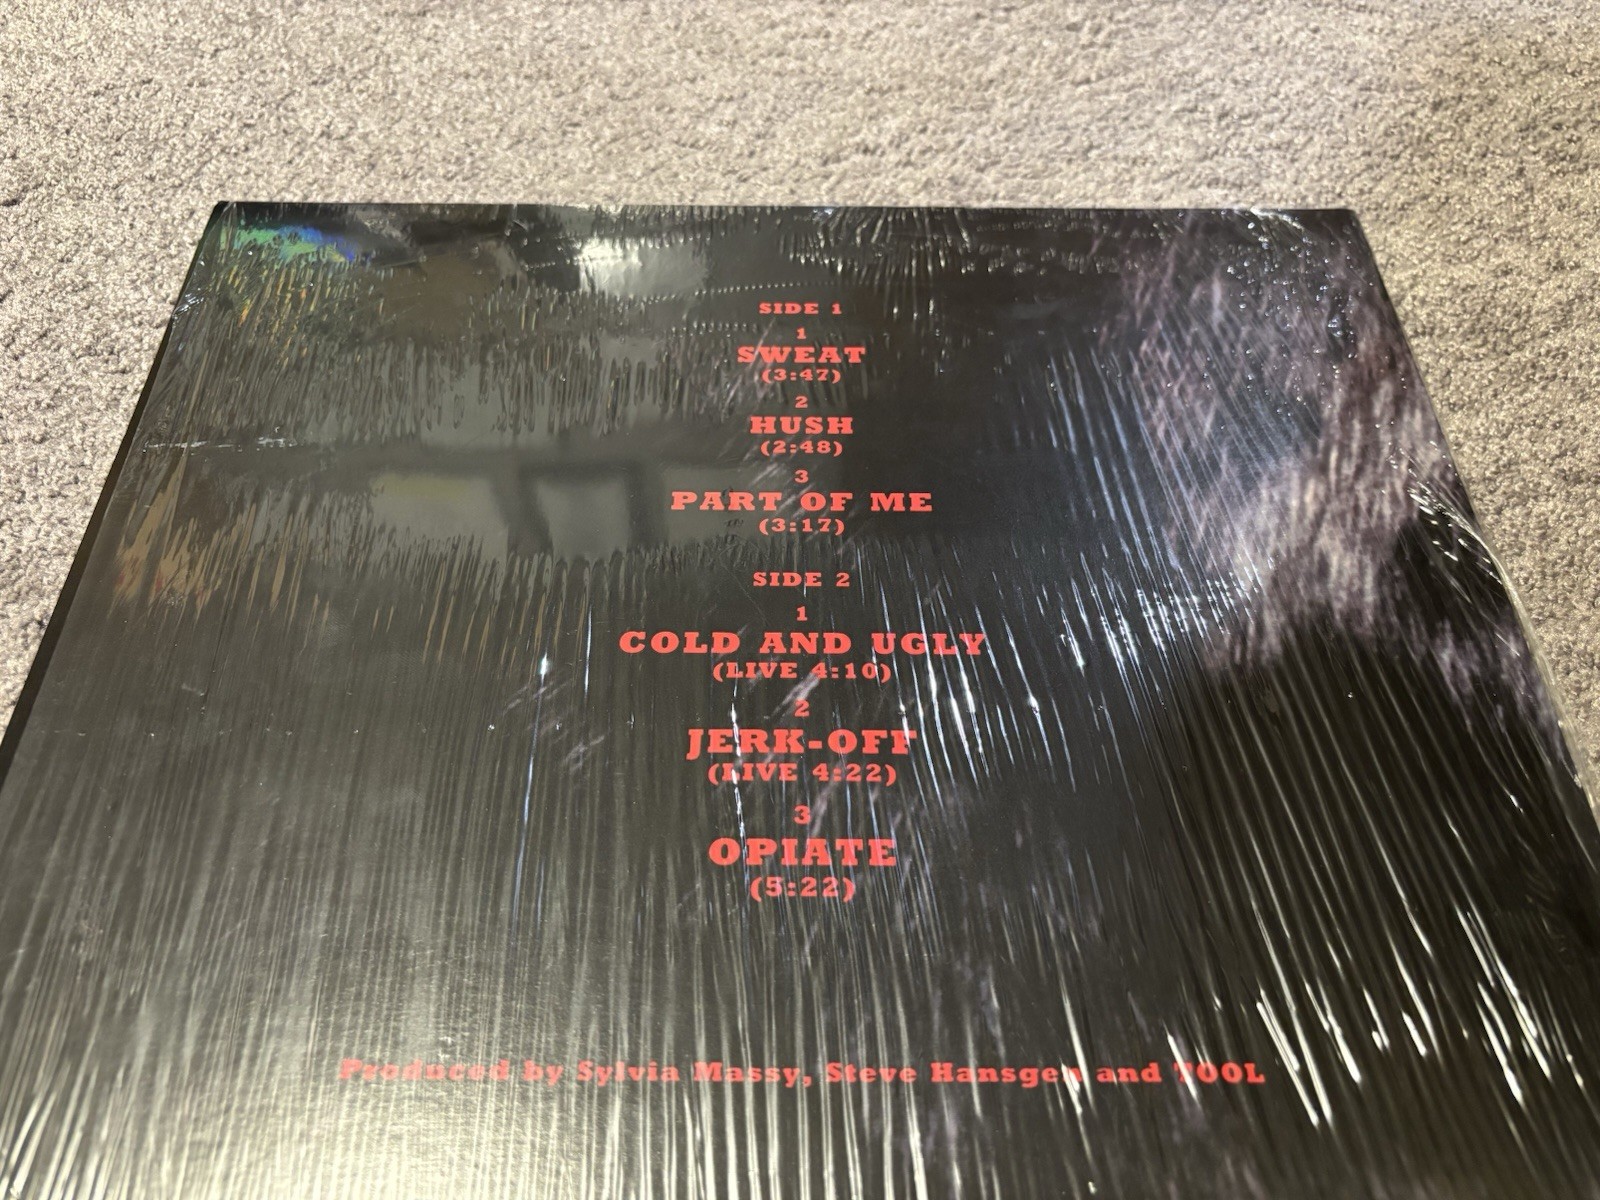 SIDE 1
1
SWEAT
(3:47)
2
HUSH
(2:48)
3
PART OF ME
(3:17)
SIDE 2
1
COLD AND UGLY
(LIVE 4:10)
2
JERK-OFF
(LIVE 4:22)
3
OPIATE
(5:22)
Produced by Sylvia Massy, Steve Hansgen and TOOL